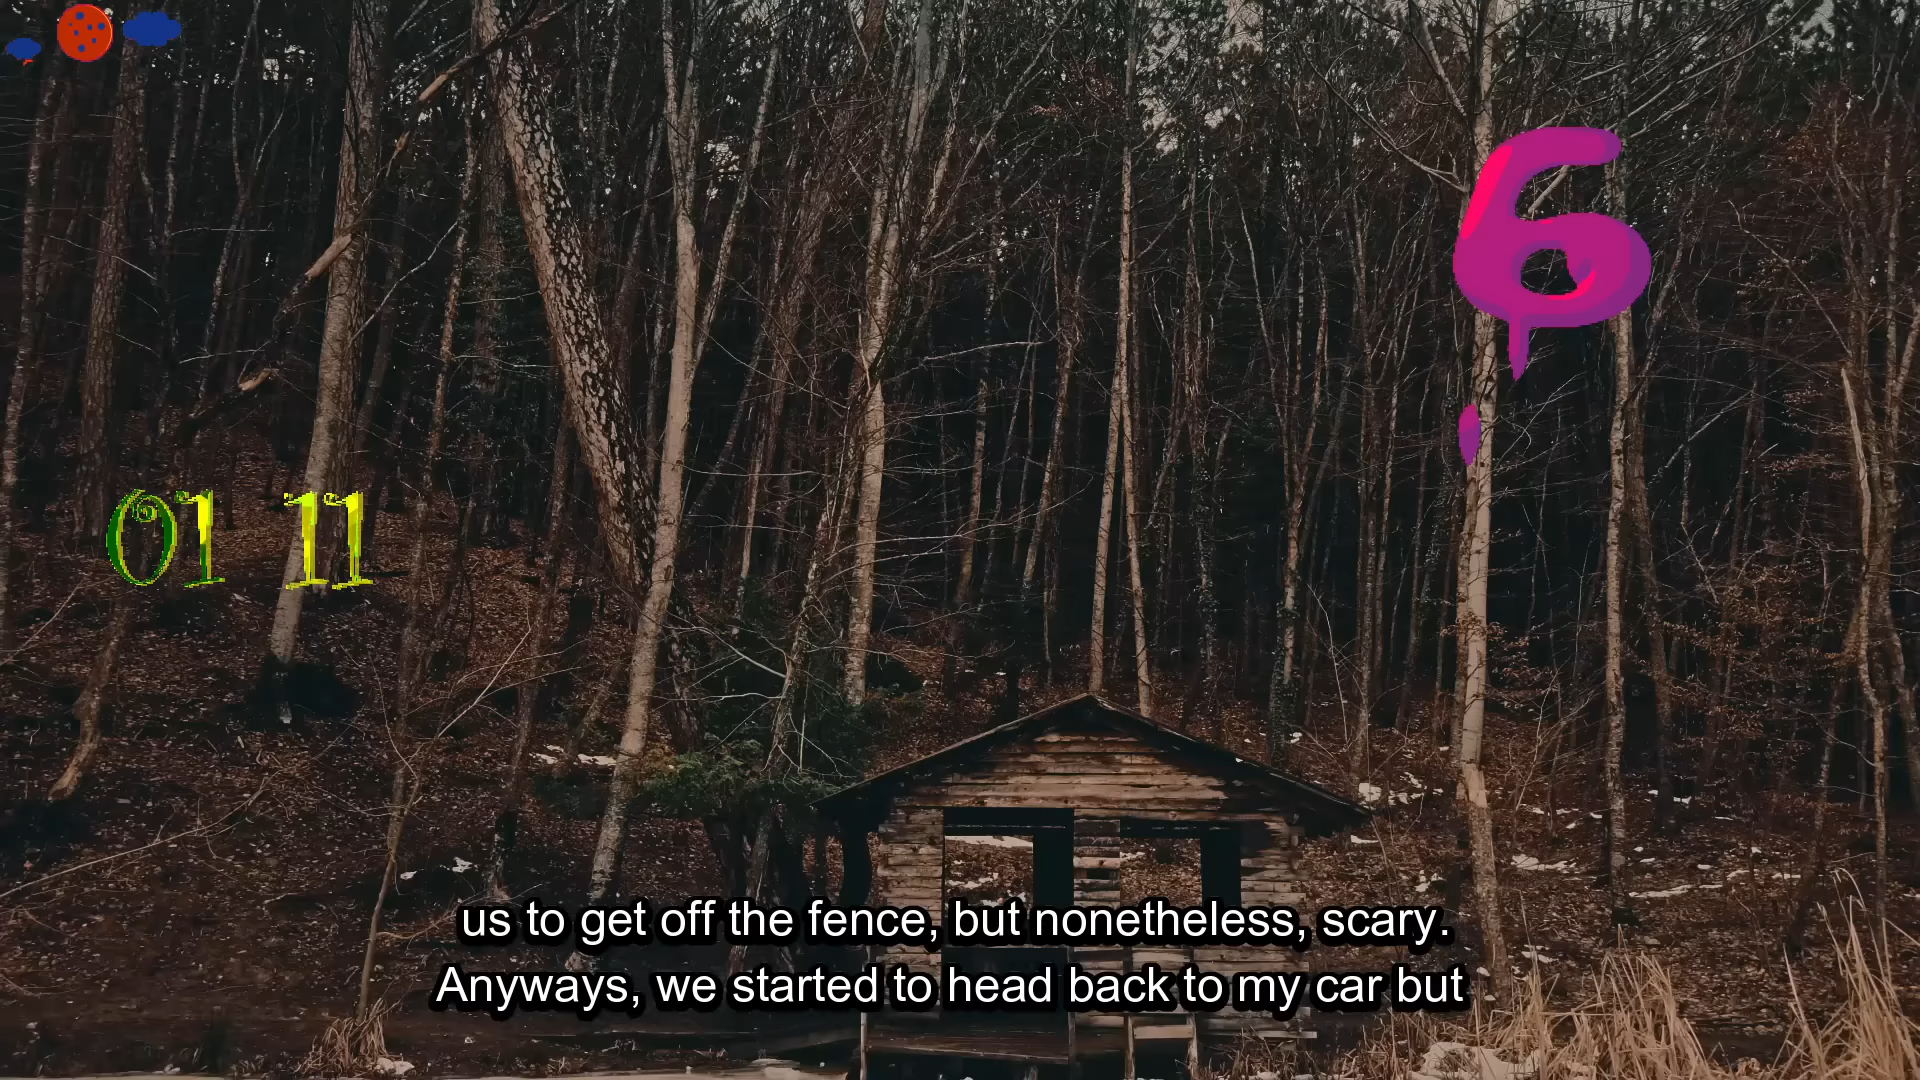 6
01 11
us to get off the fence, but nonetheless, scary.
Anyways, we started to head back to my car but